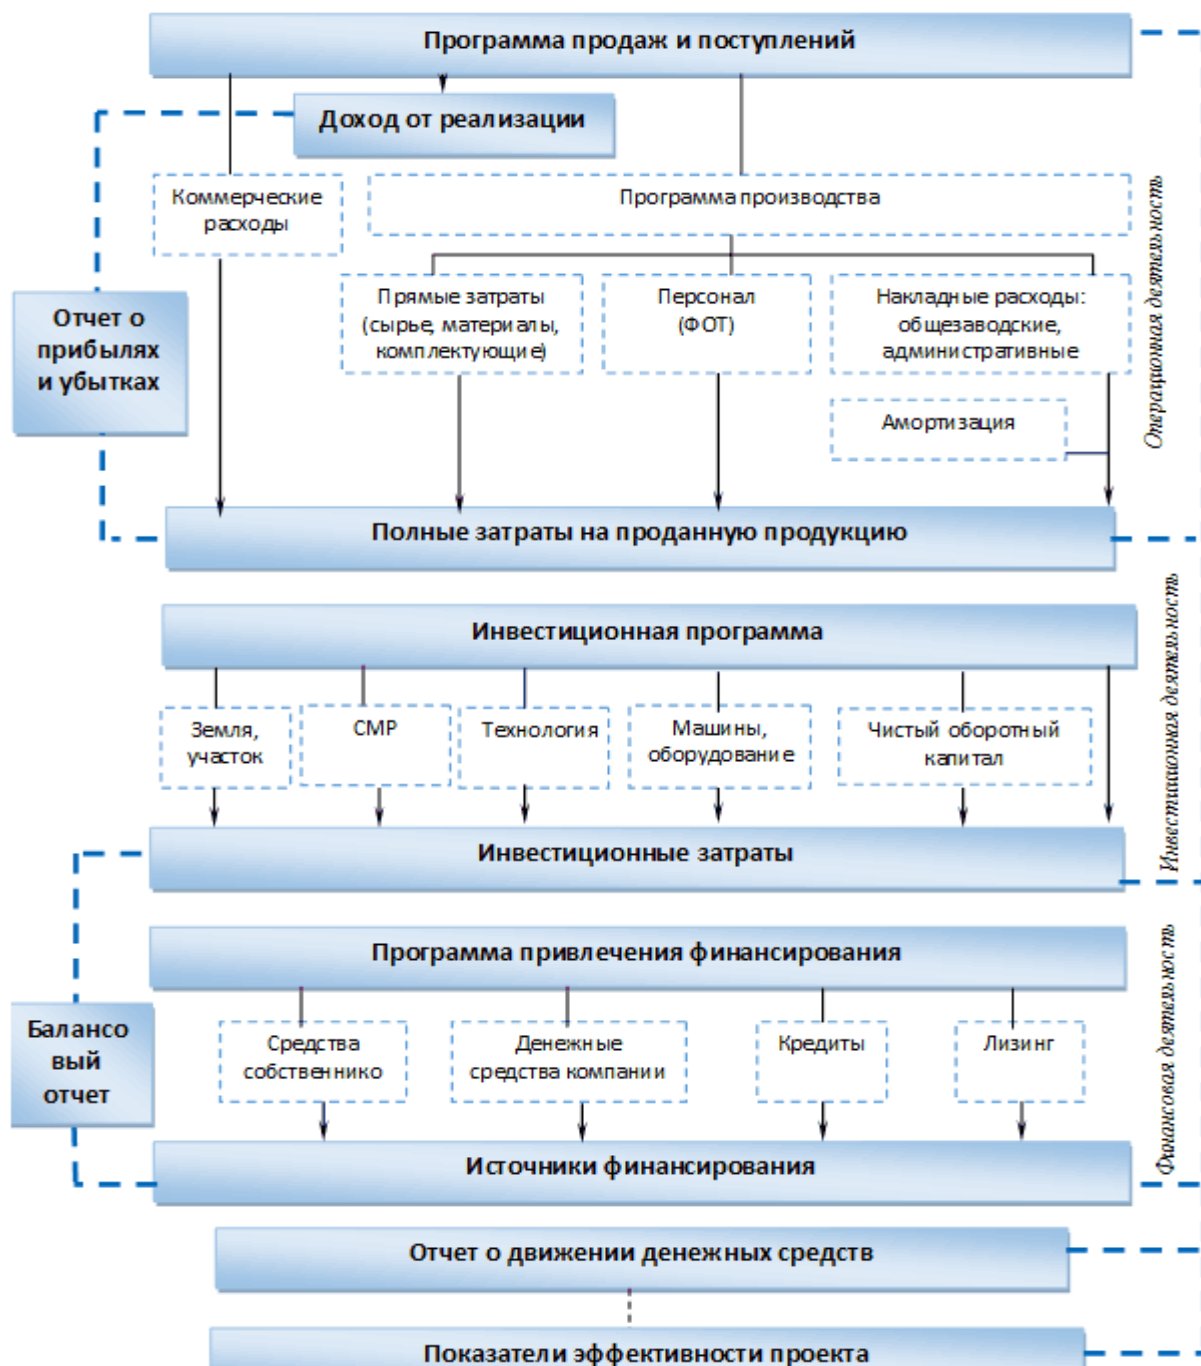 Программа продаж и поступлений
Доход от реализации
Коммерческие
расходы
Программа производства
Прямые затраты
(сырье, материалы,
комплектующие)
Персонал
(ФОТ)
Накладные расходы:
общезаводские,
административные
Амортизация
Операционная деятельность
Отчет о
прибылях
и убытках
Полные затраты на проданную продукцию
Инвестиционная программа
Земля,
участок
СМР
Технология
Машины,
оборудование
Чистый оборотный
капитал
Инвестиционная деятельность
Инвестиционные затраты
Программа привлечения финансирования
Средства
собственнико
Денежные
средства компании
Кредиты
Лизинг
Финансовая деятельность
Балансо
вый
отчет
Источники финансирования
Отчет о движении денежных средств
Показатели эффективности проекта